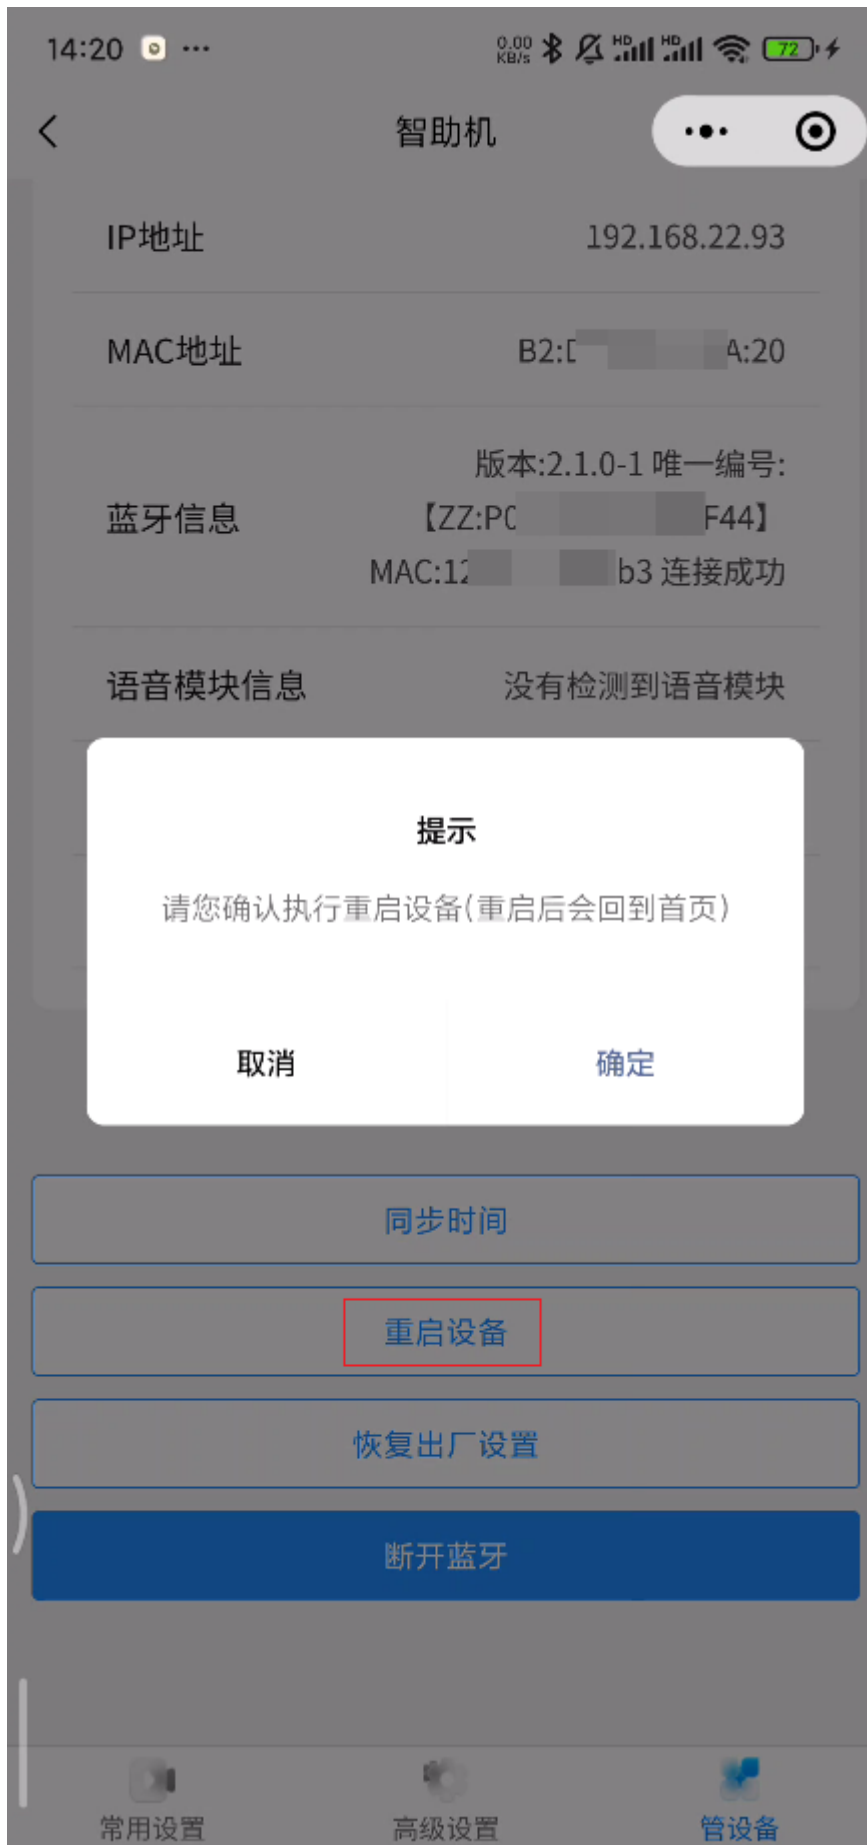 14:20 ... 0.00 KB/s HD HD 72
智助机
IP地址 192.168.22.93
MAC地址 B2: A:20
版本:2.1.0-1 唯一编号:
蓝牙信息 【ZZ:P0 F44】
MAC:12 b3 连接成功
语音模块信息 没有检测到语音模块
提示
请您确认执行重启设备(重启后会回到首页)
取消 确定
同步时间
重启设备
恢复出厂设置
断开蓝牙
常用设置 高级设置 管设备